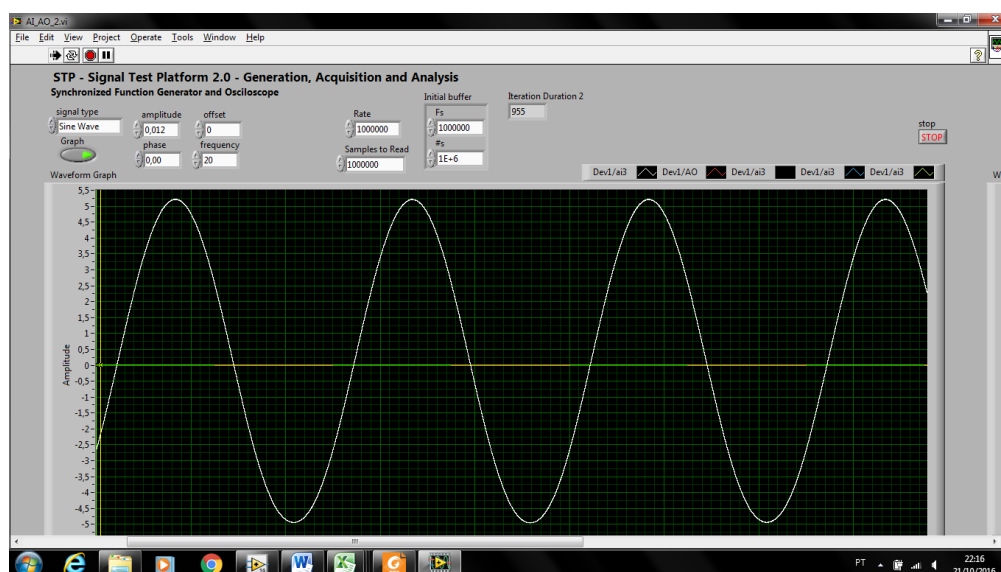 AI_AO_2.vi
File Edit View Project Operate Tools Window Help
STP - Signal Test Platform 2.0 - Generation, Acquisition and Analysis
Synchronized Function Generator and Osciloscope
Initial buffer
Iteration Duration 2
signal type
amplitude
offset
Rate
Fs
955
Sine Wave
0,012
0
1000000
1000000
stop
STOP
Graph
phase
frequency
Samples to Read
#s
0,00
20
1000000
1E+6
Waveform Graph
Dev1/ai3 Dev1/AO Dev1/ai3 Dev1/ai3 Dev1/ai3
W
Amplitude
5,5
5
4,5
4
3,5
3
2,5
2
1,5
1
0,5
0
-0,5
-1
-1,5
-2
-2,5
-3
-3,5
-4
-4,5
-5
PT
22:16
21/10/2016